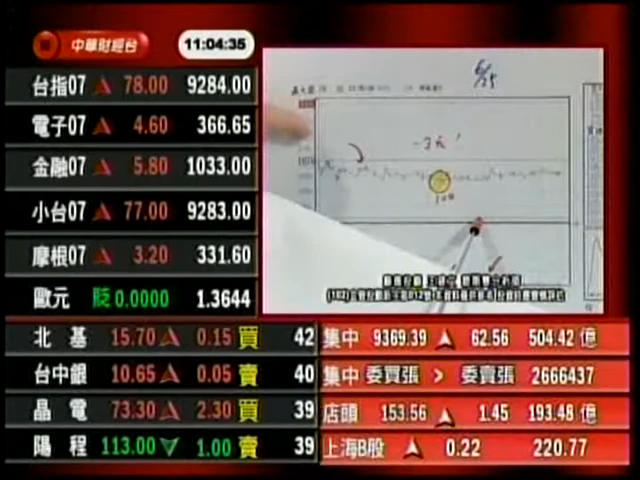 中華財經台
11:04:35
台指07 78.00 9284.00
電子07 4.60 366.65
金融07 5.80 1033.00
小台07 77.00 9283.00
摩根07 3.20 331.60
歐元 貶 0.0000 1.3644
6/25
北基 15.70 0.15 買 42
台中銀 10.65 0.05 賣 40
晶電 73.30 2.30 買 39
陽程 113.00 1.00 賣 39
集中 9369.39 62.56 504.42 億
集中 委買張 > 委賣張 2666437
店頭 153.56 1.45 193.48 億
上海B股 0.22 220.77